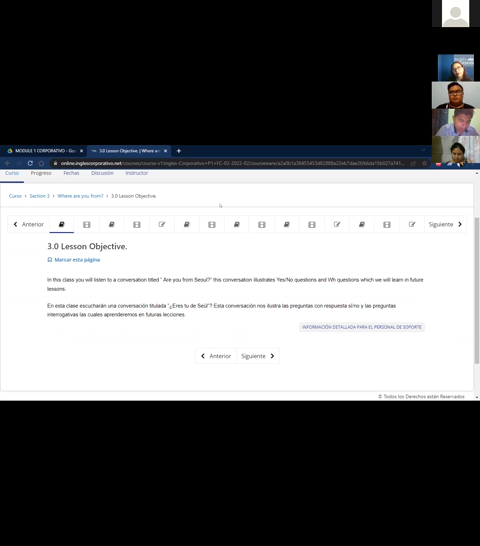 MODULE 1 CORPORATIVO - Go
3.0 Lesson Objective. | Where ar
Curso Progreso Fechas Discusión Instructor
Curso > Section 3 > Where are you from? > 3.0 Lesson Objective.
Anterior
Siguiente
3.0 Lesson Objective.
Marcar esta página
In this class you will listen to a conversation titled " Are you from Seoul?" this conversation illustrates Yes/No questions and Wh questions which we will learn in future
lessons
En esta clase escucharán una conversación titulada "¿Eres tu de Seúl"? Esta conversación nos ilustra las preguntas con respuesta sí/no y las preguntas
interrogativas las cuales aprenderemos en futuras lecciones.
INFORMACIÓN DETALLADA PARA EL PERSONAL DE SOPORTE
Anterior Siguiente
© Todos los Derechos están Reservados